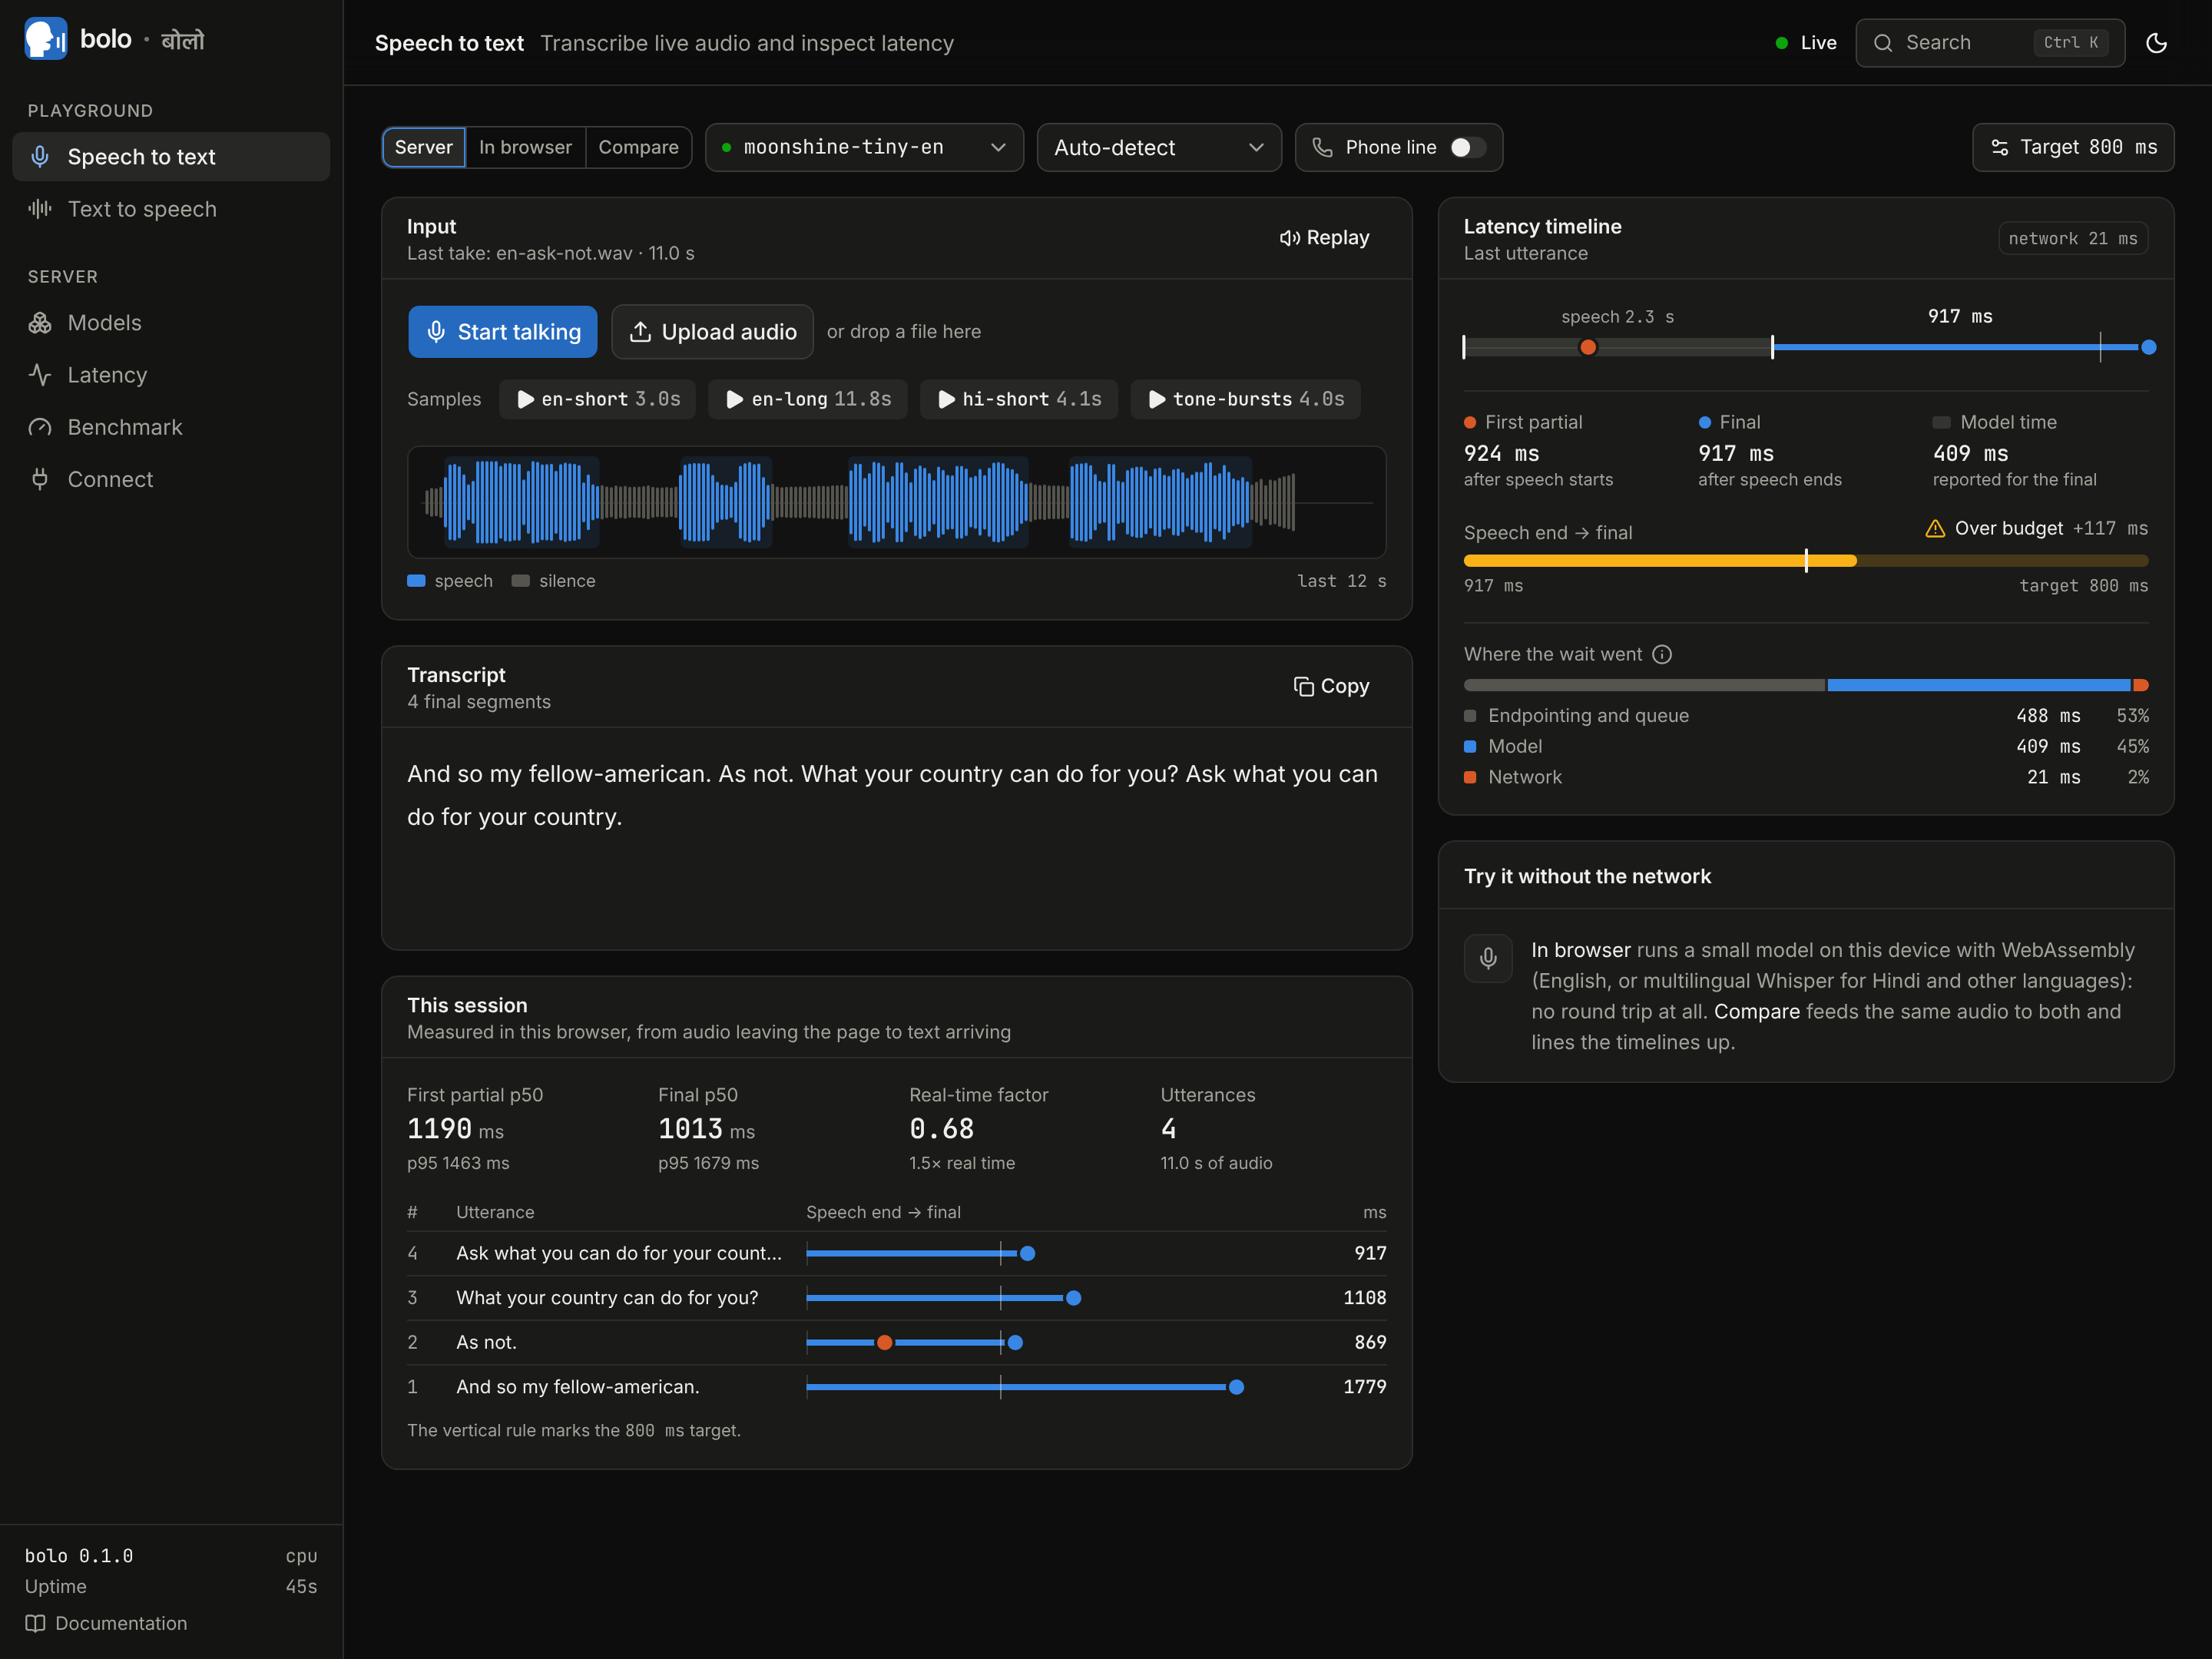 bolo · बोलो
PLAYGROUND
Speech to text
Text to speech
SERVER
Models
Latency
Benchmark
Connect
bolo 0.1.0 cpu
Uptime 45s
Documentation
Speech to text Transcribe live audio and inspect latency
Live
Search Ctrl K
Server In browser Compare
moonshine-tiny-en
Auto-detect
Phone line
Target 800 ms
Input
Last take: en-ask-not.wav · 11.0 s
Replay
Start talking
Upload audio
or drop a file here
Samples
en-short 3.0s
en-long 11.8s
hi-short 4.1s
tone-bursts 4.0s
speech silence last 12 s
Transcript
4 final segments
Copy
And so my fellow-american. As not. What your country can do for you? Ask what you can
do for your country.
This session
Measured in this browser, from audio leaving the page to text arriving
First partial p50 Final p50 Real-time factor Utterances
1190 ms 1013 ms 0.68 4
p95 1463 ms p95 1679 ms 1.5× real time 11.0 s of audio
# Utterance Speech end → final ms
4 Ask what you can do for your count... 917
3 What your country can do for you? 1108
2 As not. 869
1 And so my fellow-american. 1779
The vertical rule marks the 800 ms target.
Latency timeline
Last utterance
network 21 ms
speech 2.3 s 917 ms
First partial Final Model time
924 ms 917 ms 409 ms
after speech starts after speech ends reported for the final
Speech end → final Over budget +117 ms
917 ms target 800 ms
Where the wait went
Endpointing and queue 488 ms 53%
Model 409 ms 45%
Network 21 ms 2%
Try it without the network
In browser runs a small model on this device with WebAssembly
(English, or multilingual Whisper for Hindi and other languages):
no round trip at all. Compare feeds the same audio to both and
lines the timelines up.